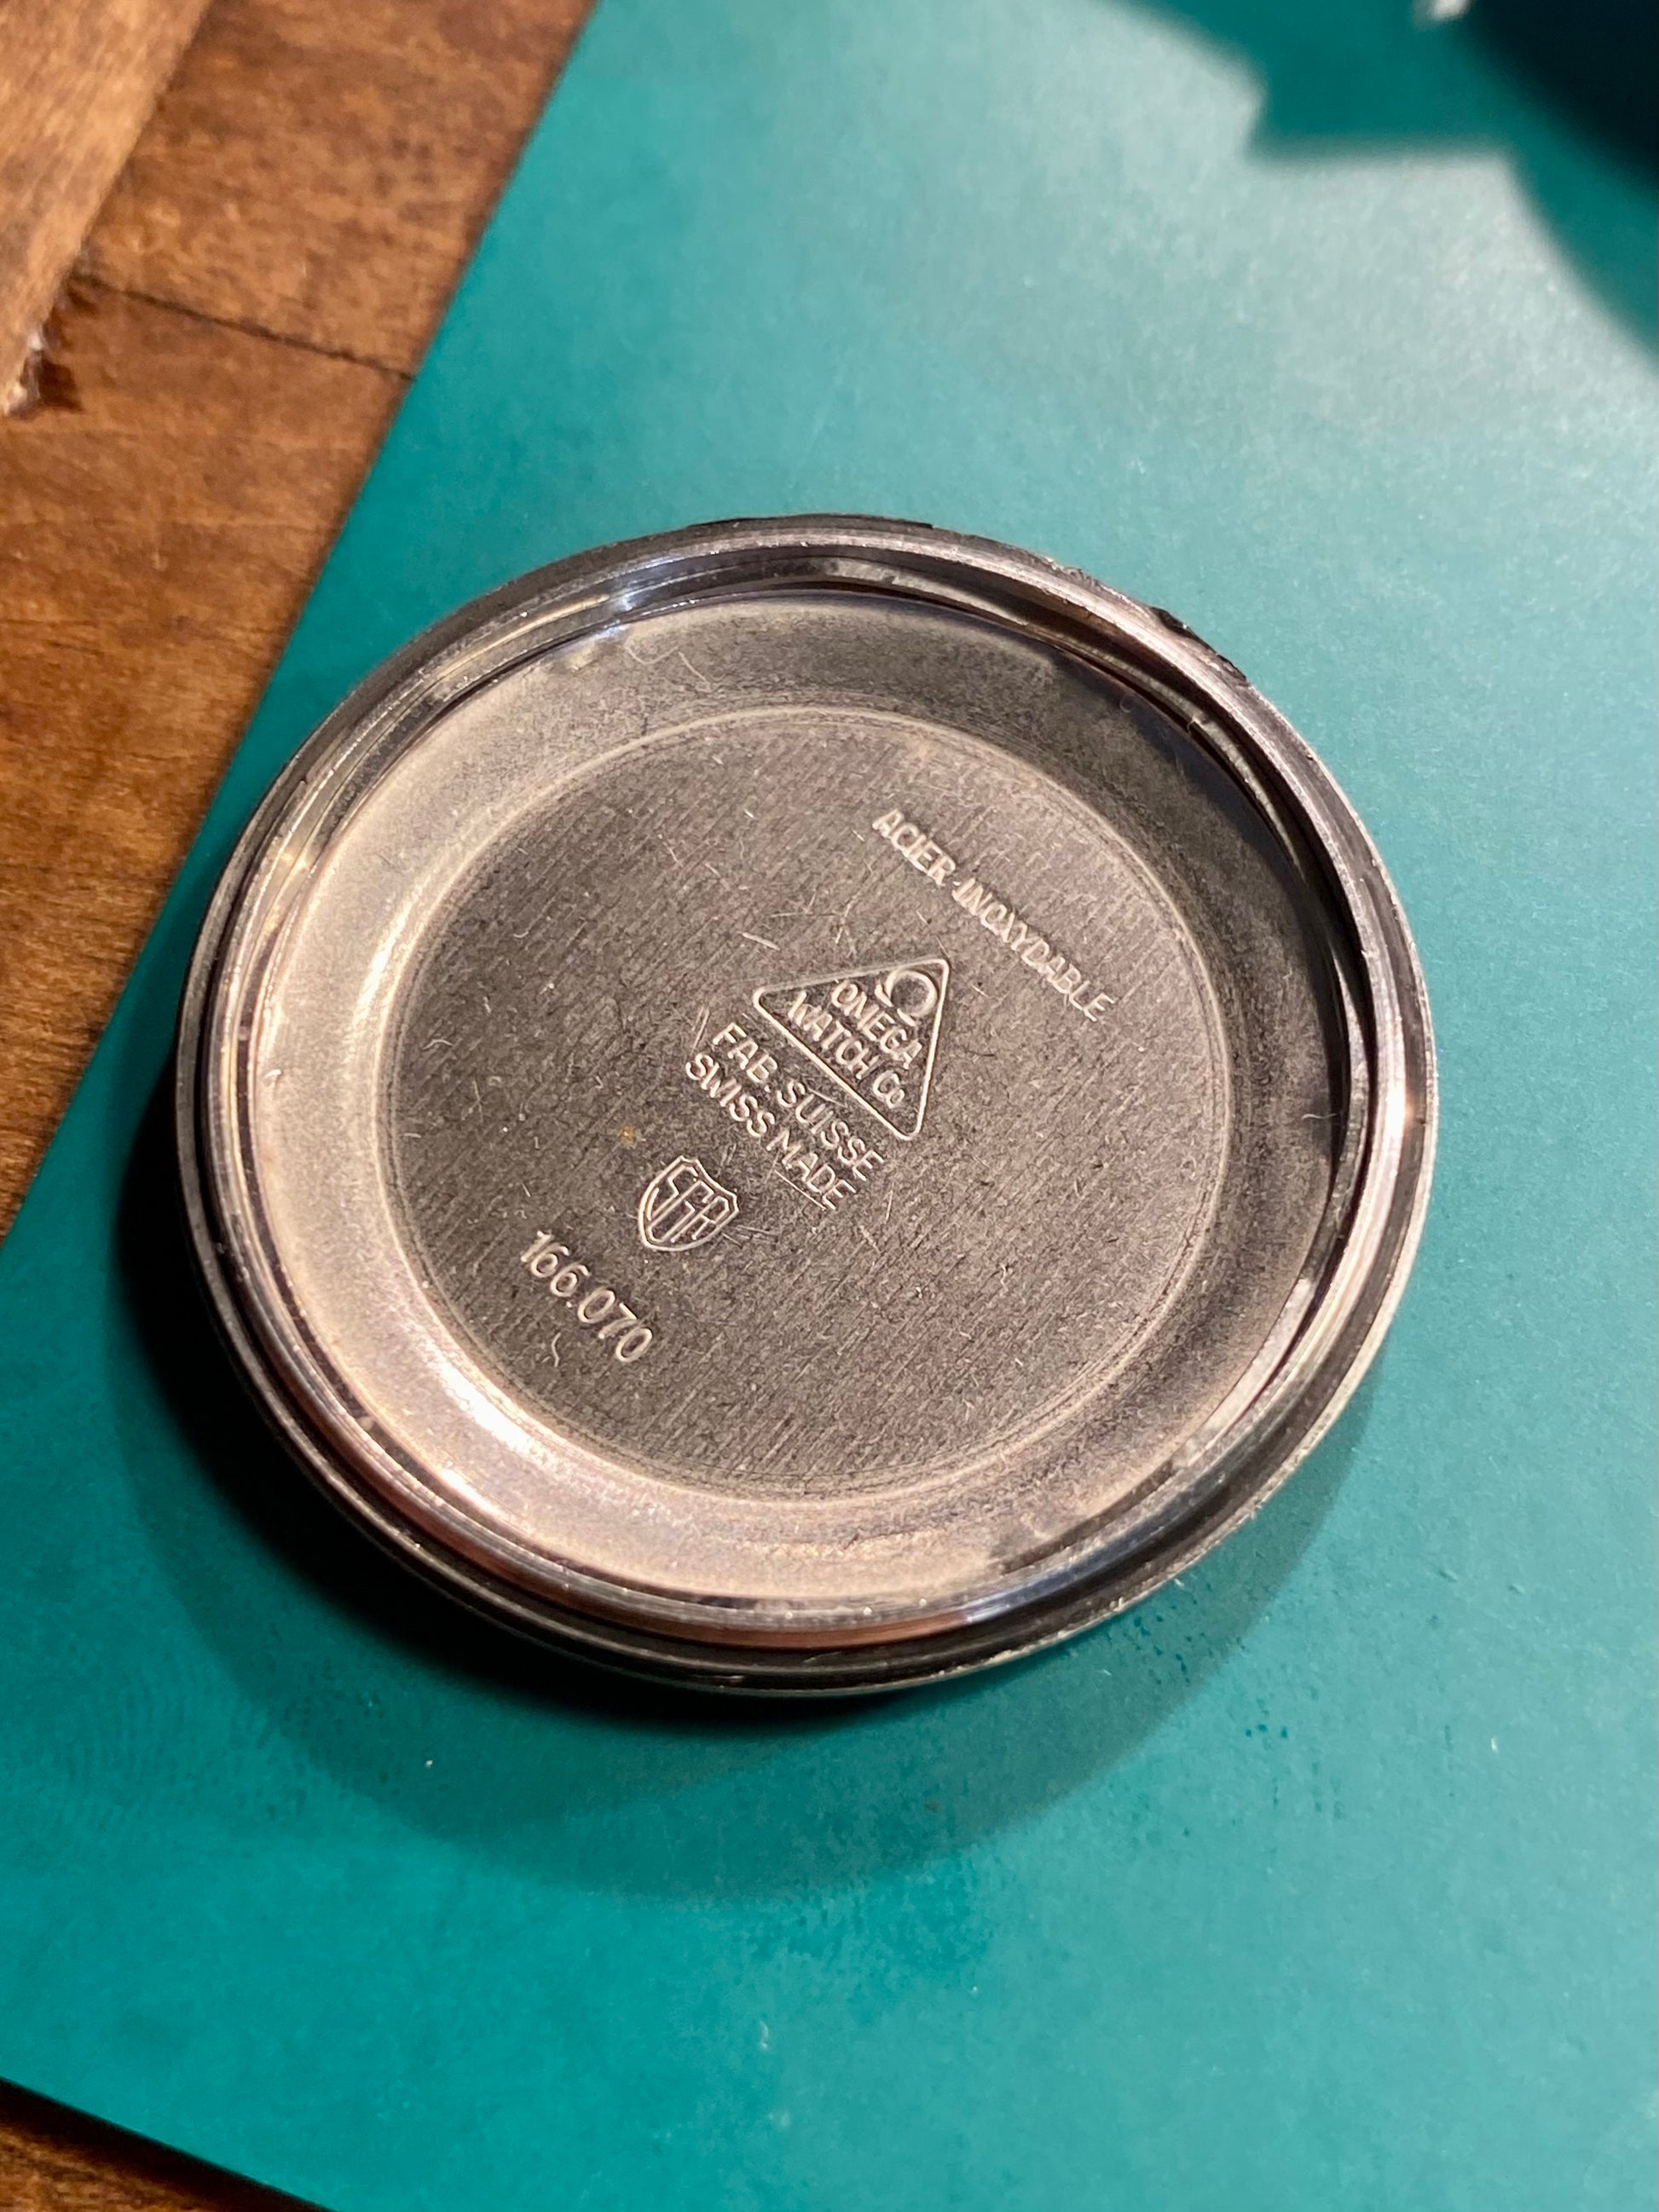 ACIER INOXYDABLE
Ω
OMEGA
WATCH Co
FAB. SUISSE
SWISS MADE
166.070